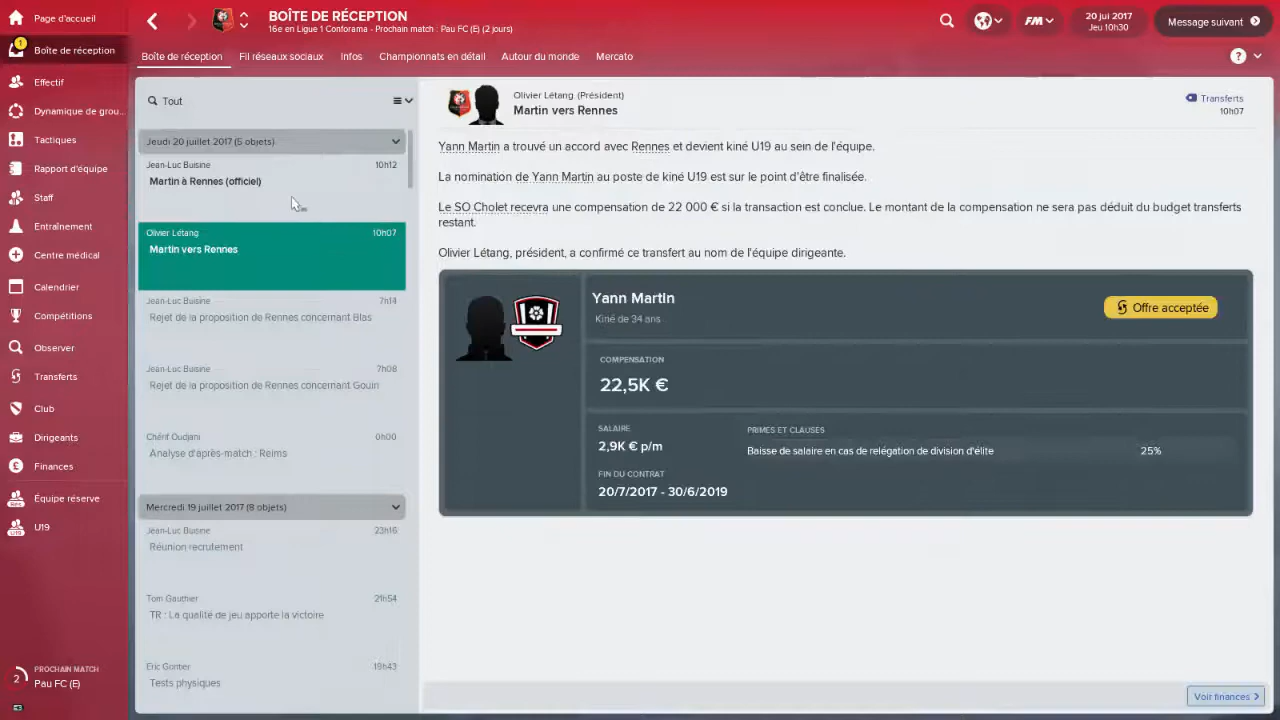 Page d'accueil
BOÎTE DE RÉCEPTION
16e en Ligue 1 Conforama - Prochain match : Pau FC (E) (2 jours)
FM
20 jui 2017
Jeu 10h30
Message suivant
1
Boîte de réception
Boîte de réception
Fil réseaux sociaux
Infos
Championnats en détail
Autour du monde
Mercato
?
Effectif
Dynamique de grou...
Tactiques
Rapport d'équipe
Staff
Entraînement
Centre médical
Calendrier
Compétitions
Observer
Transferts
Club
Dirigeants
Finances
Équipe réserve
U19
PROCHAIN MATCH
2
Pau FC (E)
Tout
Jeudi 20 juillet 2017 (5 objets)
Jean-Luc Buisine 10h12
Martin à Rennes (officiel)
Olivier Létang 10h07
Martin vers Rennes
Jean-Luc Buisine 7h14
Rejet de la proposition de Rennes concernant Blas
Jean-Luc Buisine 7h08
Rejet de la proposition de Rennes concernant Gouin
Chérif Oudjani 0h00
Analyse d'après-match : Reims
Mercredi 19 juillet 2017 (8 objets)
Jean-Luc Buisine 23h16
Réunion recrutement
Tom Gauthier 21h54
TR : La qualité de jeu apporte la victoire
Eric Gontier 19h43
Tests physiques
Olivier Létang (Président)
Martin vers Rennes
Transferts
10h07
Yann Martin a trouvé un accord avec Rennes et devient kiné U19 au sein de l'équipe.
La nomination de Yann Martin au poste de kiné U19 est sur le point d'être finalisée.
Le SO Cholet recevra une compensation de 22 000 € si la transaction est conclue. Le montant de la compensation ne sera pas déduit du budget transferts
restant.
Olivier Létang, président, a confirmé ce transfert au nom de l'équipe dirigeante.
Yann Martin
Kiné de 34 ans
Offre acceptée
COMPENSATION
22,5K €
SALAIRE
2,9K € p/m
PRIMES ET CLAUSES
Baisse de salaire en cas de relégation de division d'élite 25%
FIN DU CONTRAT
20/7/2017 - 30/6/2019
Voir finances